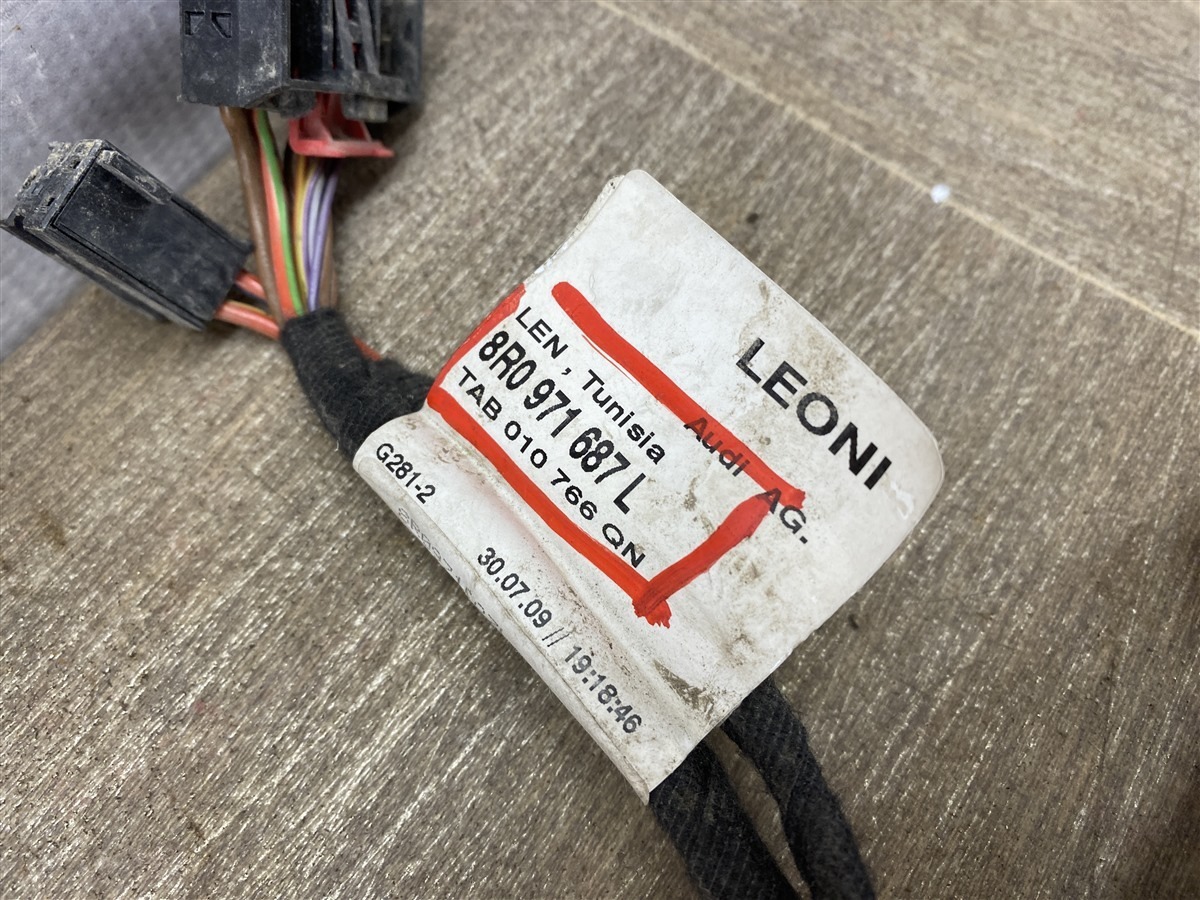 LEONI
Audi AG.
LEN , Tunisia
8R0 971 687 L
TAB 010 766 QN
G281-2
30.07.09 // 19:18:46